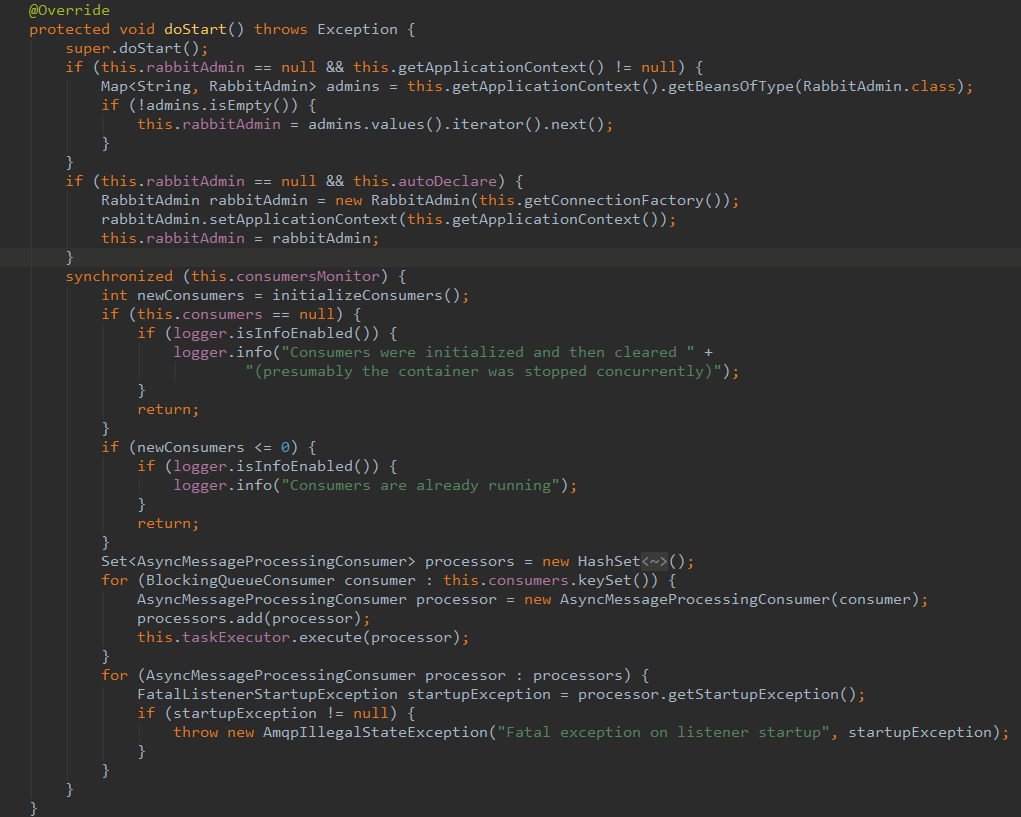 @Override
protected void doStart() throws Exception {
    super.doStart();
    if (this.rabbitAdmin == null && this.getApplicationContext() != null) {
        Map<String, RabbitAdmin> admins = this.getApplicationContext().getBeansOfType(RabbitAdmin.class);
        if (!admins.isEmpty()) {
            this.rabbitAdmin = admins.values().iterator().next();
        }
    }
    if (this.rabbitAdmin == null && this.autoDeclare) {
        RabbitAdmin rabbitAdmin = new RabbitAdmin(this.getConnectionFactory());
        rabbitAdmin.setApplicationContext(this.getApplicationContext());
        this.rabbitAdmin = rabbitAdmin;
    }
    synchronized (this.consumersMonitor) {
        int newConsumers = initializeConsumers();
        if (this.consumers == null) {
            if (logger.isInfoEnabled()) {
                logger.info("Consumers were initialized and then cleared " +
                        "(presumably the container was stopped concurrently)");
            }
            return;
        }
        if (newConsumers <= 0) {
            if (logger.isInfoEnabled()) {
                logger.info("Consumers are already running");
            }
            return;
        }
        Set<AsyncMessageProcessingConsumer> processors = new HashSet<~>();
        for (BlockingQueueConsumer consumer : this.consumers.keySet()) {
            AsyncMessageProcessingConsumer processor = new AsyncMessageProcessingConsumer(consumer);
            processors.add(processor);
            this.taskExecutor.execute(processor);
        }
        for (AsyncMessageProcessingConsumer processor : processors) {
            FatalListenerStartupException startupException = processor.getStartupException();
            if (startupException != null) {
                throw new AmqpIllegalStateException("Fatal exception on listener startup", startupException);
            }
        }
    }
}